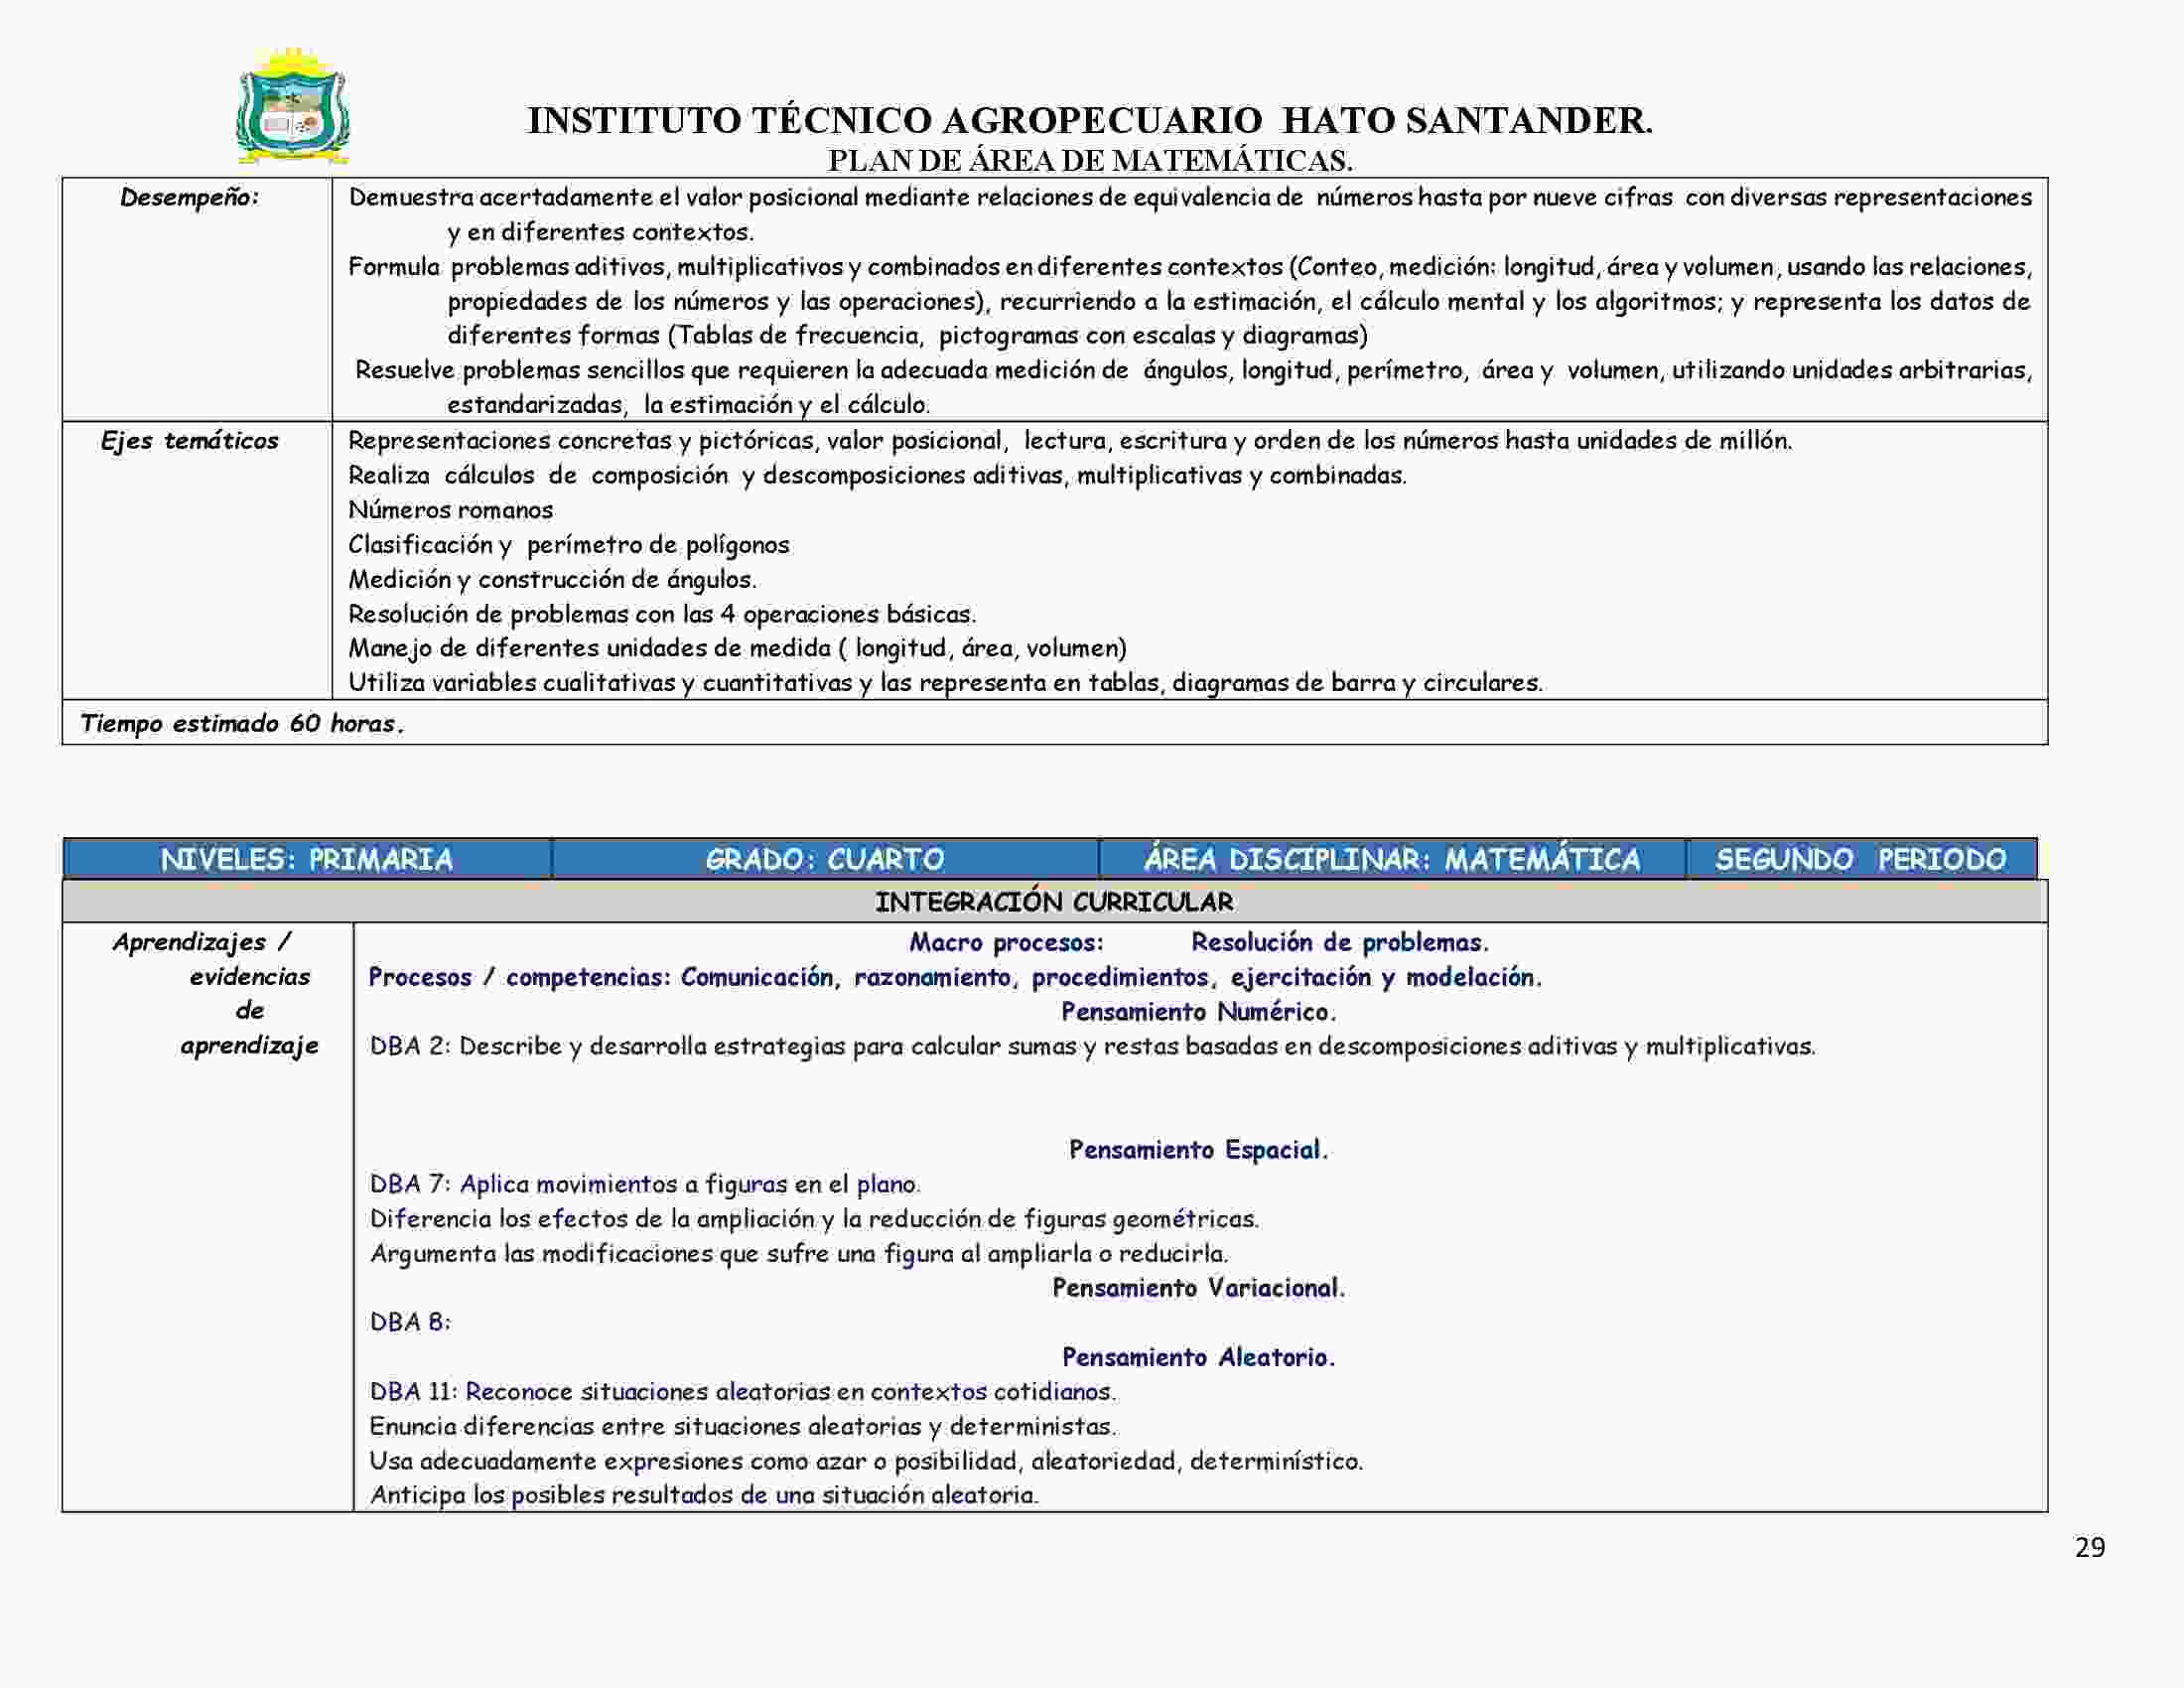 INSTITUTO TÉCNICO AGROPECUARIO HATO SANTANDER.
PLAN DE ÁREA DE MATEMÁTICAS.
Desempeño:
Demuestra acertadamente el valor posicional mediante relaciones de equivalencia de números hasta por nueve cifras con diversas representaciones
y en diferentes contextos.
Formula problemas aditivos, multiplicativos y combinados en diferentes contextos (Conteo, medición: longitud, área y volumen, usando las relaciones,
propiedades de los números y las operaciones), recurriendo a la estimación, el cálculo mental y los algoritmos; y representa los datos de
diferentes formas (Tablas de frecuencia, pictogramas con escalas y diagramas)
Resuelve problemas sencillos que requieren la adecuada medición de ángulos, longitud, perímetro, área y volumen, utilizando unidades arbitrarias,
estandarizadas, la estimación y el cálculo.
Ejes temáticos
Representaciones concretas y pictóricas, valor posicional, lectura, escritura y orden de los números hasta unidades de millón.
Realiza cálculos de composición y descomposiciones aditivas, multiplicativas y combinadas.
Números romanos
Clasificación y perímetro de polígonos
Medición y construcción de ángulos.
Resolución de problemas con las 4 operaciones básicas.
Manejo de diferentes unidades de medida ( longitud, área, volumen)
Utiliza variables cualitativas y cuantitativas y las representa en tablas, diagramas de barra y circulares.
Tiempo estimado 60 horas.
NIVELES: PRIMARIA GRADO: CUARTO ÁREA DISCIPLINAR: MATEMÁTICA SEGUNDO PERIODO
INTEGRACIÓN CURRICULAR
Aprendizajes /
evidencias
de
aprendizaje
Macro procesos: Resolución de problemas.
Procesos / competencias: Comunicación, razonamiento, procedimientos, ejercitación y modelación.
Pensamiento Numérico.
DBA 2: Describe y desarrolla estrategias para calcular sumas y restas basadas en descomposiciones aditivas y multiplicativas.
Pensamiento Espacial.
DBA 7: Aplica movimientos a figuras en el plano.
Diferencia los efectos de la ampliación y la reducción de figuras geométricas.
Argumenta las modificaciones que sufre una figura al ampliarla o reducirla.
Pensamiento Variacional.
DBA 8:
Pensamiento Aleatorio.
DBA 11: Reconoce situaciones aleatorias en contextos cotidianos.
Enuncia diferencias entre situaciones aleatorias y deterministas.
Usa adecuadamente expresiones como azar o posibilidad, aleatoriedad, determinístico.
Anticipa los posibles resultados de una situación aleatoria.
29